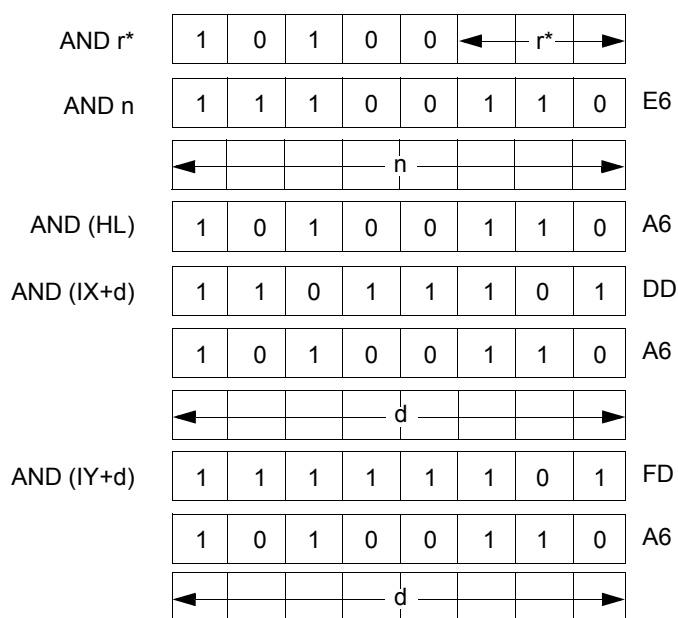 AND r* 1 0 1 0 0 r*
AND n 1 1 1 0 0 1 1 0 E6
n
AND (HL) 1 0 1 0 0 1 1 0 A6
AND (IX+d) 1 1 0 1 1 1 0 1 DD
1 0 1 0 0 1 1 0 A6
d
AND (IY+d) 1 1 1 1 1 1 0 1 FD
1 0 1 0 0 1 1 0 A6
d